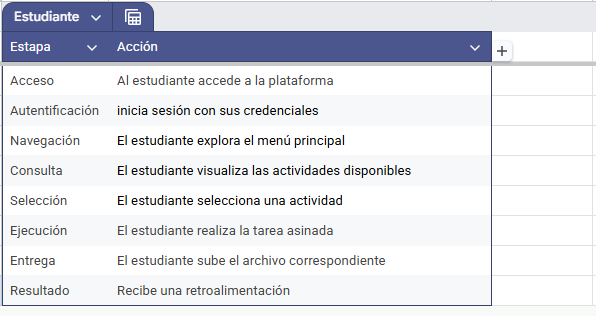 Estudiante
Estapa Acción
Acceso Al estudiante accede a la plataforma
Autentificación inicia sesión con sus credenciales
Navegación El estudiante explora el menú principal
Consulta El estudiante visualiza las actividades disponibles
Selección El estudiante selecciona una actividad
Ejecución El estudiante realiza la tarea asinada
Entrega El estudiante sube el archivo correspondiente
Resultado Recibe una retroalimentación